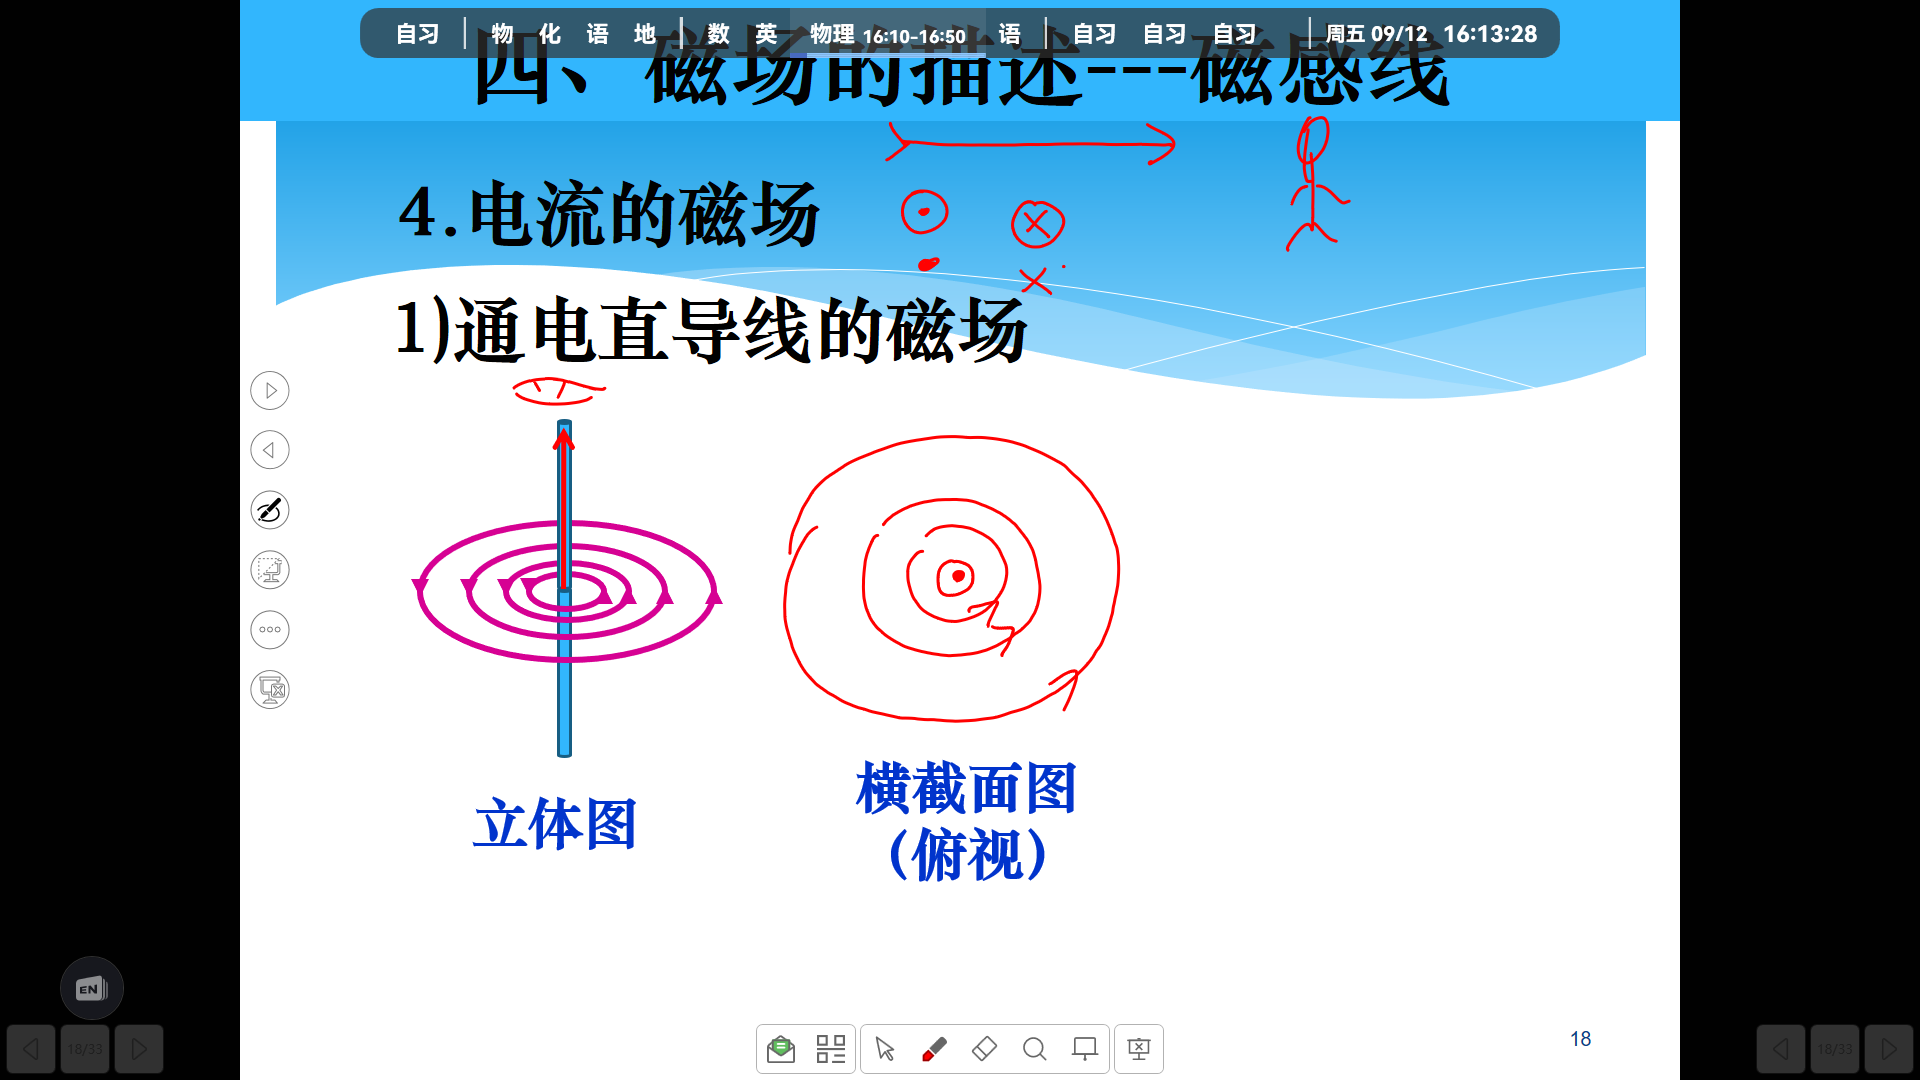 自习 物 化 语 地 数 英 物理 16:10-16:50 语 自习 自习 自习 周五 09/12 16:13:28
四、磁场的描述---磁感线
4.电流的磁场
1)通电直导线的磁场
立体图
横截面图
(俯视)
EN
18/33
18
18/33